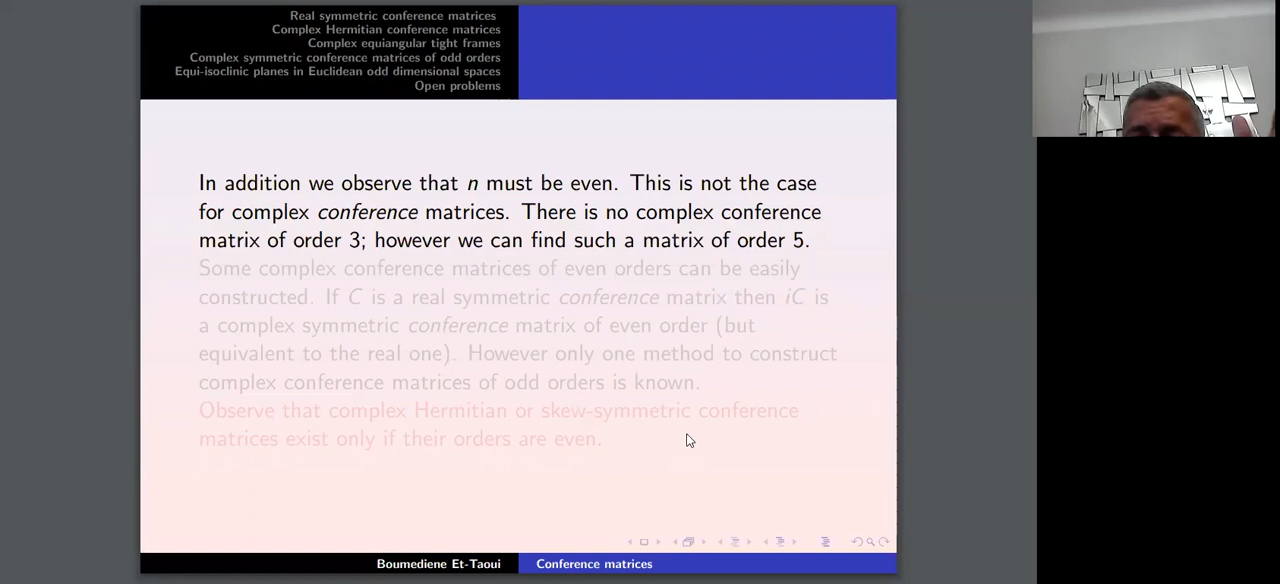 Real symmetric conference matrices
Complex Hermitian conference matrices
Complex equiangular tight frames
Complex symmetric conference matrices of odd orders
Equi-isoclinic planes in Euclidean odd dimensional spaces
Open problems
In addition we observe that n must be even. This is not the case
for complex conference matrices. There is no complex conference
matrix of order 3; however we can find such a matrix of order 5.
Some complex conference matrices of even orders can be easily
constructed. If C is a real symmetric conference matrix then iC is
a complex symmetric conference matrix of even order (but
equivalent to the real one). However only one method to construct
complex conference matrices of odd orders is known.
Observe that complex Hermitian or skew-symmetric conference
matrices exist only if their orders are even.
Boumediene Et-Taoui
Conference matrices